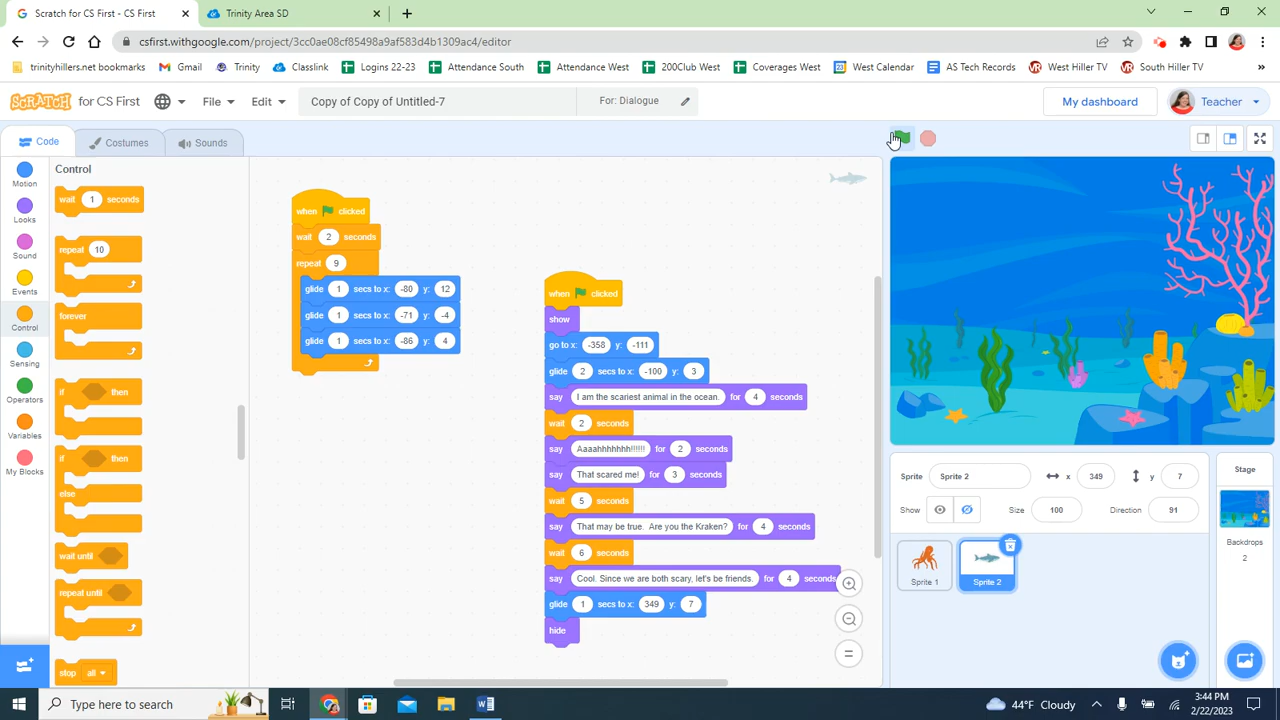 Scratch for CS First - CS First
Trinity Area SD
csfirst.withgoogle.com/project/3cc0ae08cf85498a9af583d4b1309ac4/editor
trinityhillers.net bookmarks Gmail Trinity Classlink Logins 22-23 Attendance South Attendance West 200Club West Coverages West West Calendar AS Tech Records West Hiller TV South Hiller TV »
SCRATCH for CS First File Edit Copy of Copy of Untitled-7 For: Dialogue My dashboard Teacher
Code Costumes Sounds
Motion
Looks
Sound
Events
Control
Sensing
Operators
Variables
My Blocks
Control
wait 1 seconds
repeat 10
forever
if then
if then
else
wait until
repeat until
stop all
when clicked
wait 2 seconds
repeat 9
glide 1 secs to x: -80 y: 12
glide 1 secs to x: -71 y: -4
glide 1 secs to x: -86 y: 4
when clicked
show
go to x: -358 y: -111
glide 2 secs to x: -100 y: 3
say I am the scariest animal in the ocean. for 4 seconds
wait 2 seconds
say Aaaahhhhhhh!!!!!! for 2 seconds
say That scared me! for 3 seconds
wait 5 seconds
say That may be true. Are you the Kraken? for 4 seconds
wait 6 seconds
say Cool. Since we are both scary, let's be friends. for 4 seconds
glide 1 secs to x: 349 y: 7
hide
Sprite Sprite 2 x 349 y 7
Show Size 100 Direction 91
Sprite 1
Sprite 2
Stage
Backdrops
2
Type here to search
44°F Cloudy
3:44 PM
2/22/2023